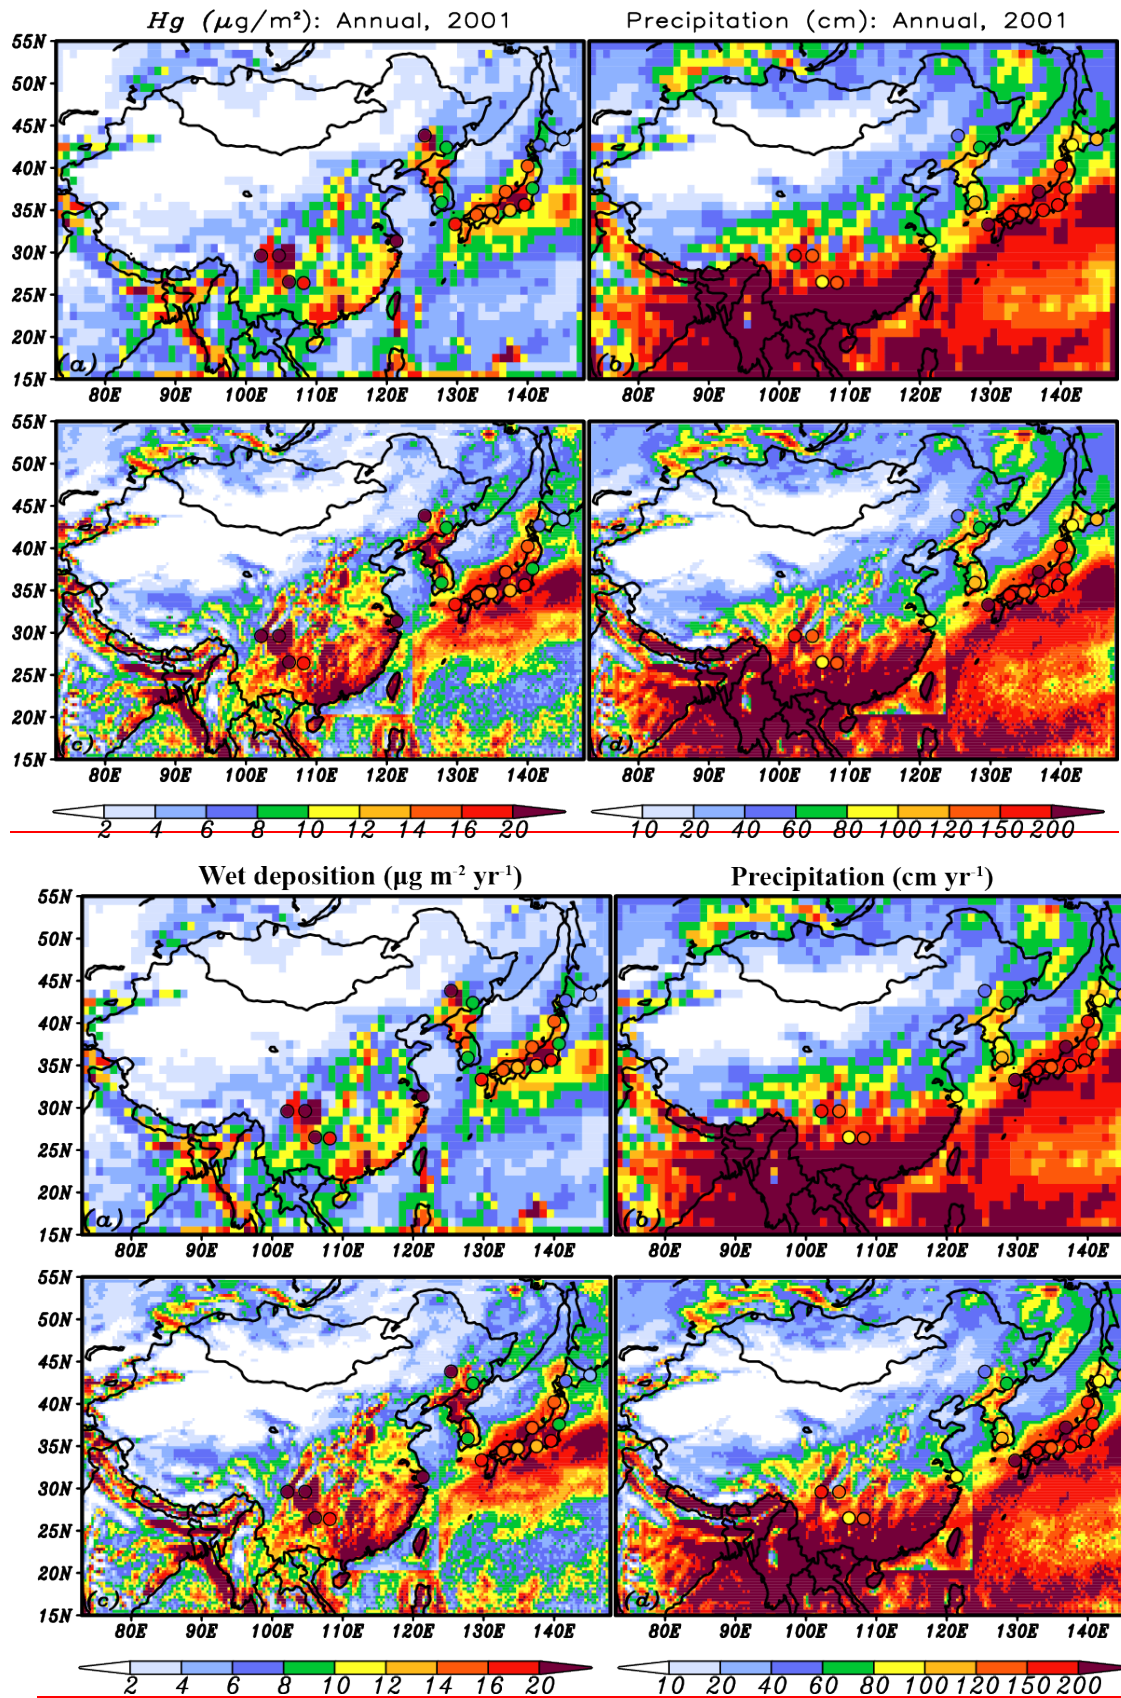 Hg (μg/m²): Annual, 2001 Precipitation (cm): Annual, 2001
55N
50N
45N
40N
35N
30N
25N
20N
15N
(a) (b)
80E 90E 100E 110E 120E 130E 140E 80E 90E 100E 110E 120E 130E 140E
55N
50N
45N
40N
35N
30N
25N
20N
15N
(c) (d)
80E 90E 100E 110E 120E 130E 140E 80E 90E 100E 110E 120E 130E 140E
2 4 6 8 10 12 14 16 20 10 20 40 60 80 100 120 150 200
Wet deposition (μg m⁻² yr⁻¹) Precipitation (cm yr⁻¹)
55N
50N
45N
40N
35N
30N
25N
20N
15N
(a) (b)
80E 90E 100E 110E 120E 130E 140E 80E 90E 100E 110E 120E 130E 140E
55N
50N
45N
40N
35N
30N
25N
20N
15N
(c) (d)
80E 90E 100E 110E 120E 130E 140E 80E 90E 100E 110E 120E 130E 140E
2 4 6 8 10 12 14 16 20 10 20 40 60 80 100 120 150 200